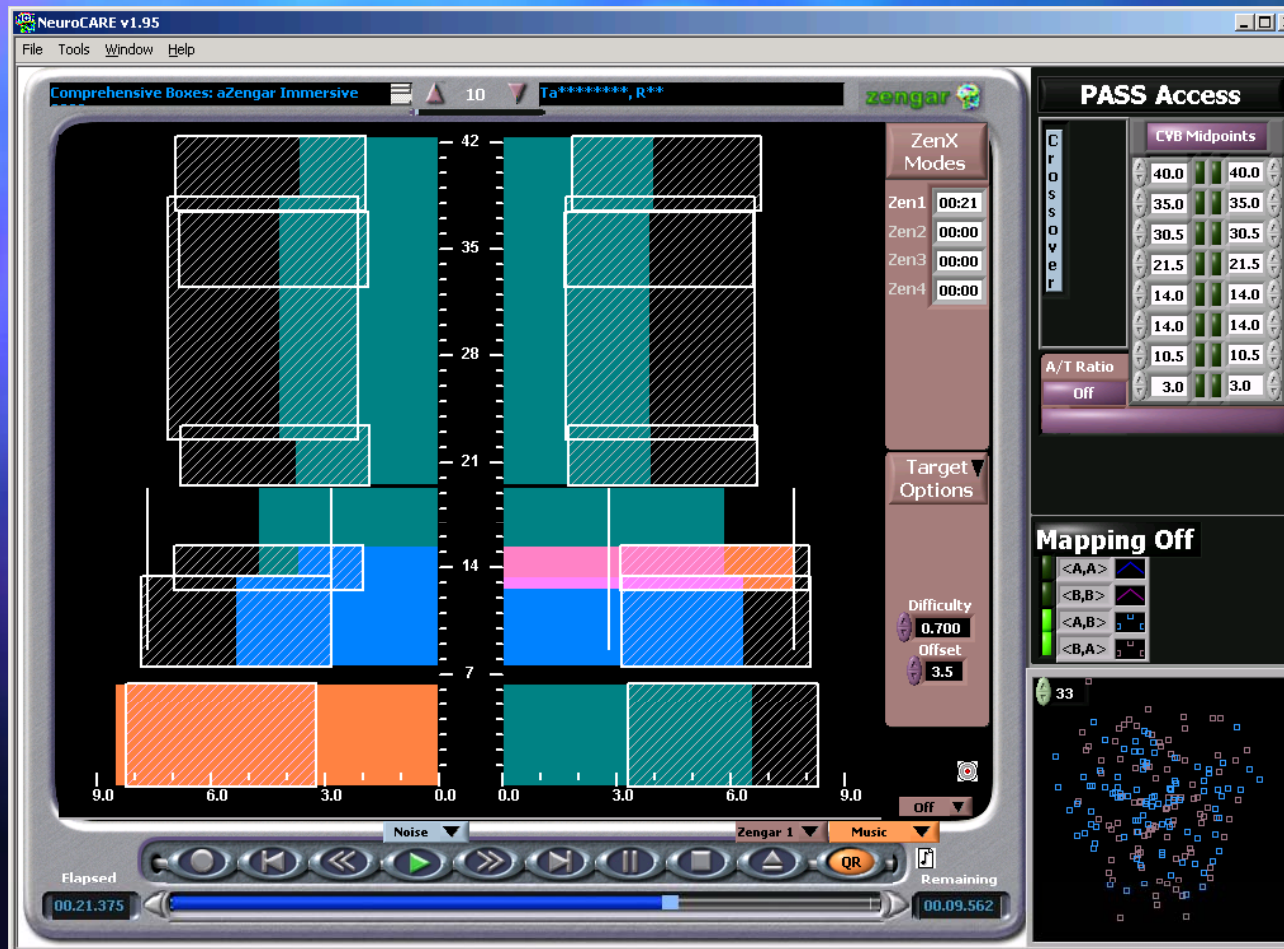 NeuroCARE v1.95
File Tools Window Help
Comprehensive Boxes: aZengar Immersive
10
Ta********, R**
zengar
ZenX
Modes
Zen1 00:21
Zen2 00:00
Zen3 00:00
Zen4 00:00
42
35
28
21
14
7
9.0 6.0 3.0 0.0 0.0 3.0 6.0 9.0
Target
Options
Difficulty
0.700
Offset
3.5
Off
Noise
Zengar 1
Music
QR
Elapsed
00.21.375
Remaining
00.09.562
PASS Access
Crossover
CVB Midpoints
40.0 40.0
35.0 35.0
30.5 30.5
21.5 21.5
14.0 14.0
14.0 14.0
10.5 10.5
3.0 3.0
A/T Ratio
Off
Mapping Off
<A,A>
<B,B>
<A,B>
<B,A>
33